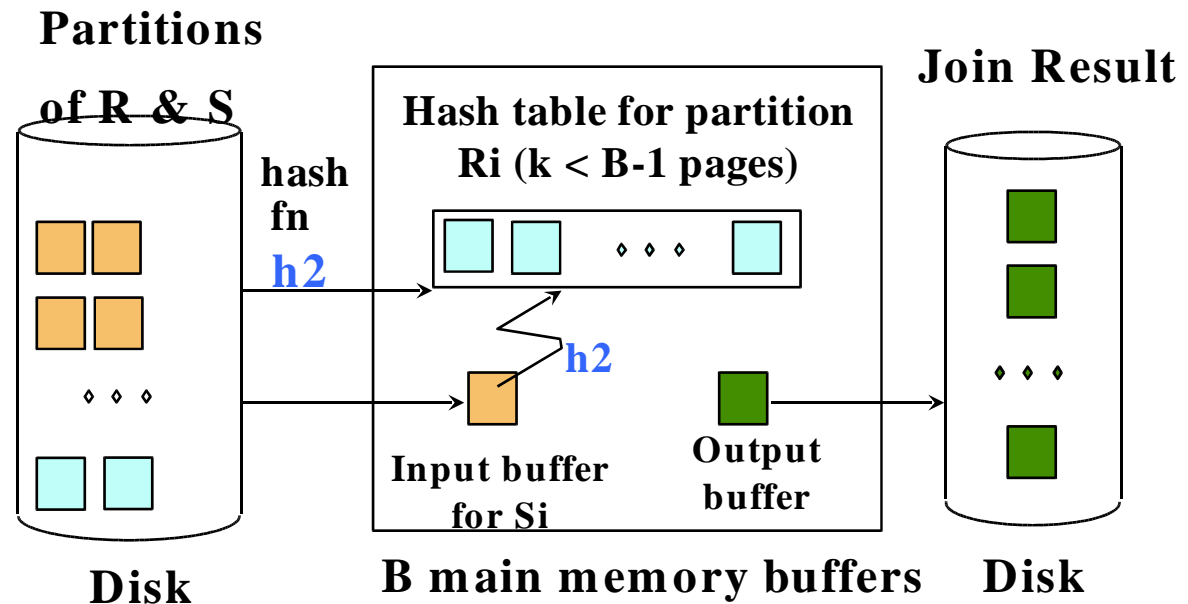 Partitions
of R & S
hash
fn
h2
Hash table for partition
Ri (k < B-1 pages)
h2
Input buffer
for Si
Output
buffer
Join Result
Disk
B main memory buffers
Disk